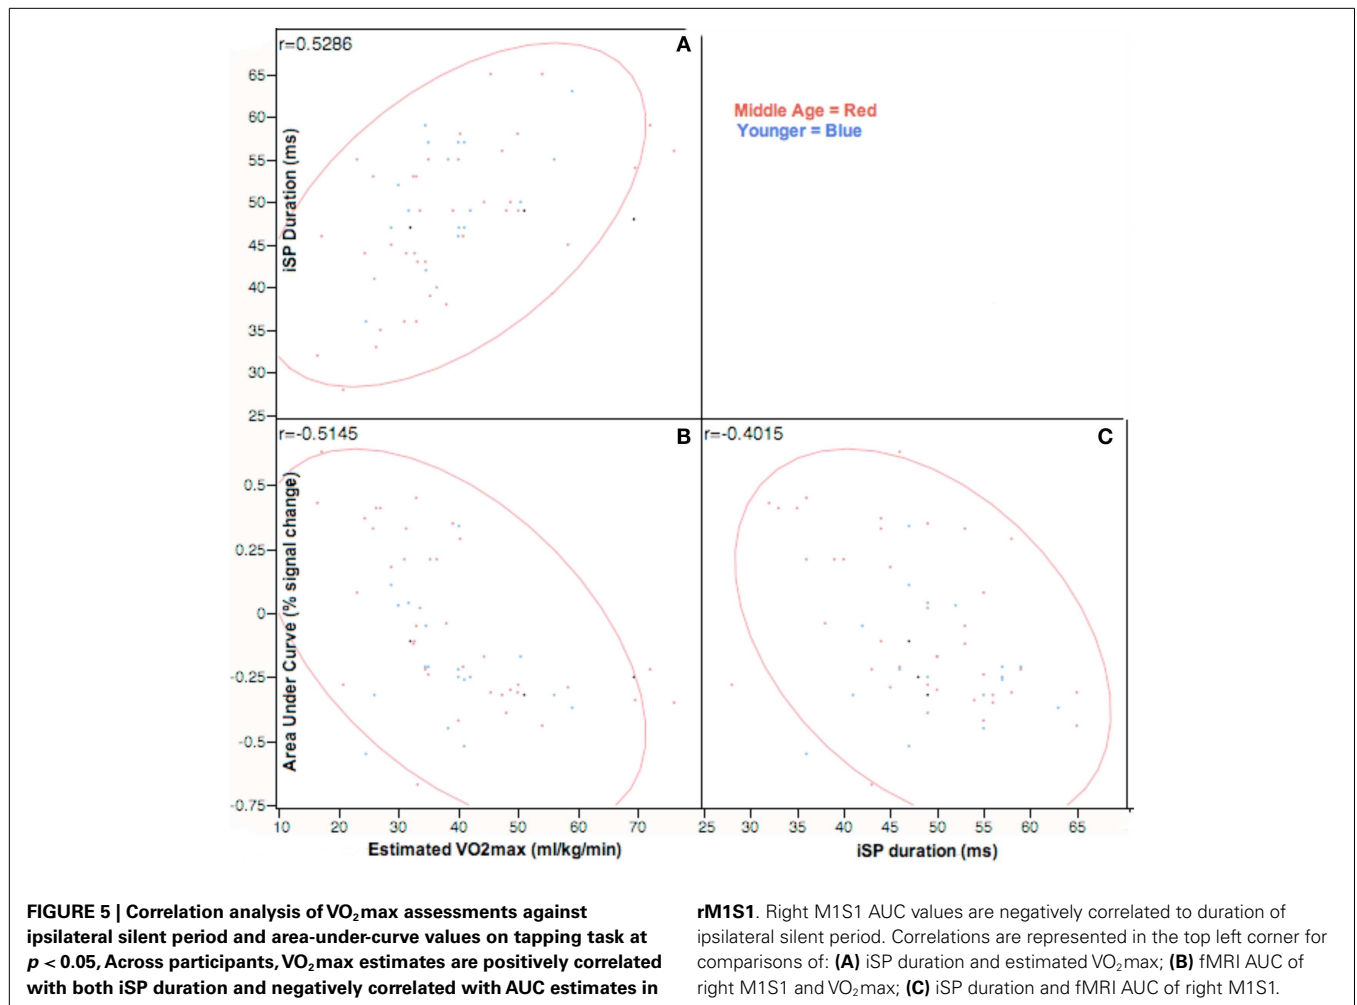 r=0.5286
A
65
60
55
50
45
40
35
30
25
iSP Duration (ms)
Middle Age = Red
Younger = Blue
r=-0.5145
B
0.5
0.25
0
-0.25
-0.5
-0.75
Area Under Curve (% signal change)
10 20 30 40 50 60 70
Estimated VO2max (ml/kg/min)
r=-0.4015
C
25 30 35 40 45 50 55 60 65
iSP duration (ms)
FIGURE 5 | Correlation analysis of VO₂max assessments against
ipsilateral silent period and area-under-curve values on tapping task at
p < 0.05, Across participants, VO₂max estimates are positively correlated
with both iSP duration and negatively correlated with AUC estimates in
rM1S1. Right M1S1 AUC values are negatively correlated to duration of
ipsilateral silent period. Correlations are represented in the top left corner for
comparisons of: (A) iSP duration and estimated VO₂max; (B) fMRI AUC of
right M1S1 and VO₂max; (C) iSP duration and fMRI AUC of right M1S1.